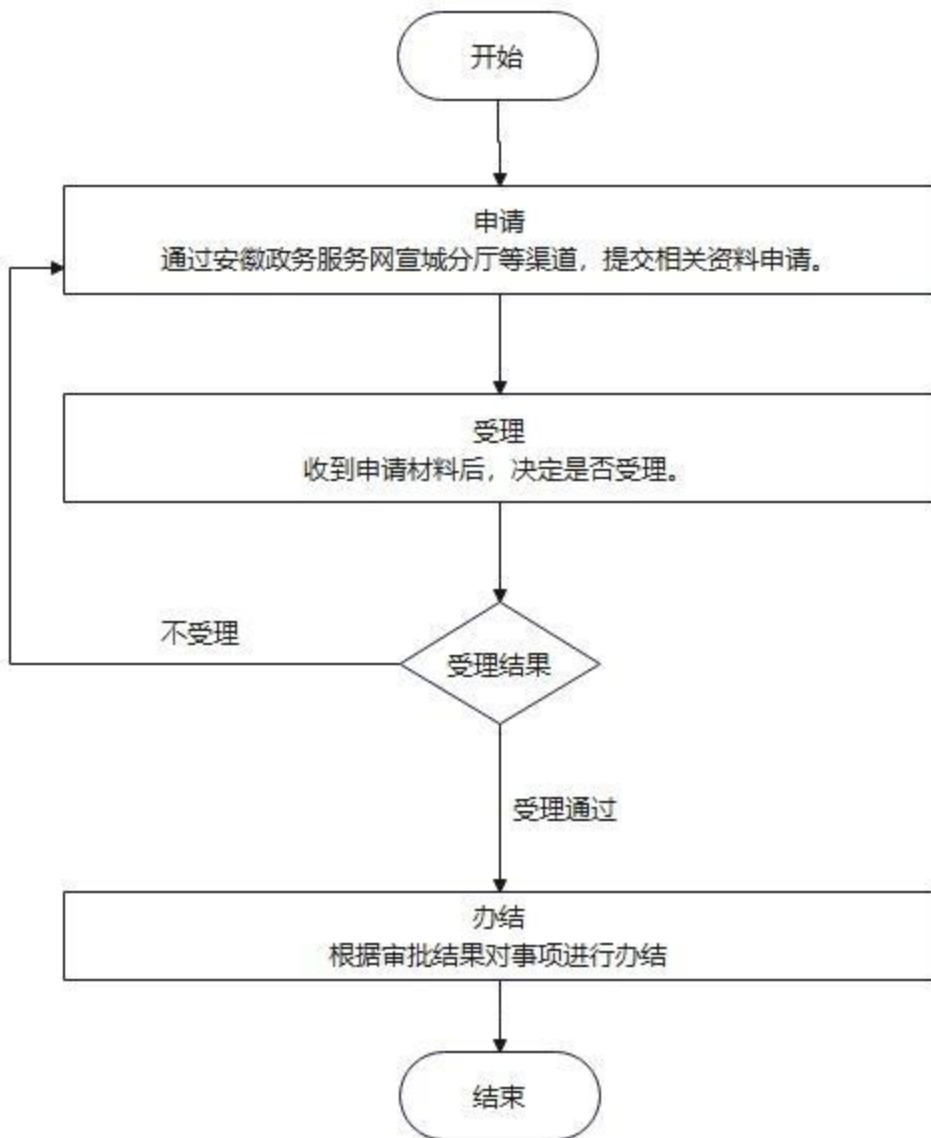 开始
申请
通过安徽政务服务网宣城分厅等渠道，提交相关资料申请。
受理
收到申请材料后，决定是否受理。
不受理
受理结果
受理通过
办结
根据审批结果对事项进行办结
结束